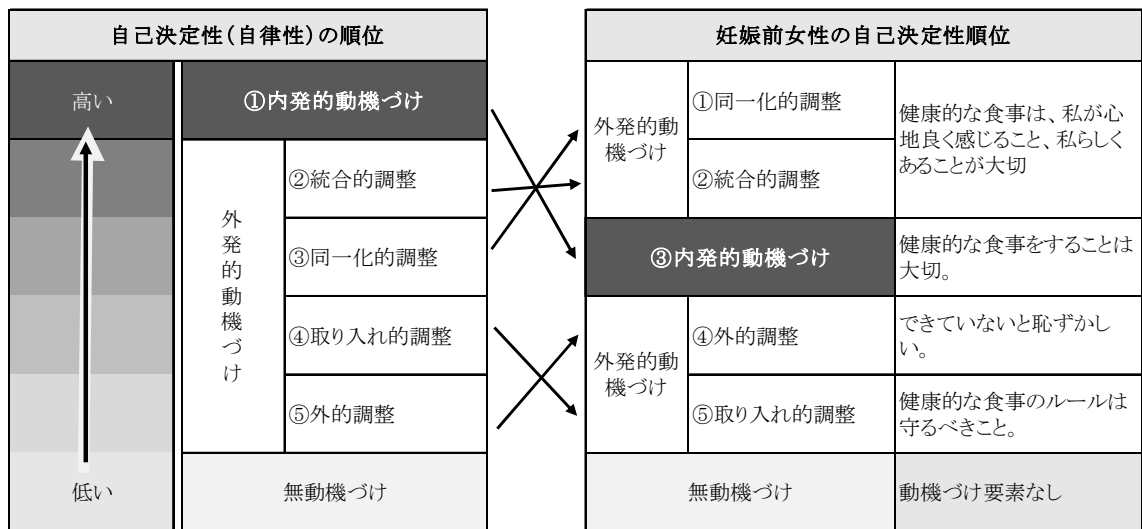 自己決定性(自律性)の順位
高い
低い
①内発的動機づけ
外発的動機づけ
②統合的調整
③同一化的調整
④取り入れ的調整
⑤外的調整
無動機づけ
妊娠前女性の自己決定性順位
外発的動
機づけ
①同一化的調整
②統合的調整
健康的な食事は、私が心
地良く感じること、私らしく
あることが大切
③内発的動機づけ
健康的な食事をすることは
大切。
外発的動
機づけ
④外的調整
できていないと恥ずかし
い。
⑤取り入れ的調整
健康的な食事のルールは
守るべきこと。
無動機づけ
動機づけ要素なし